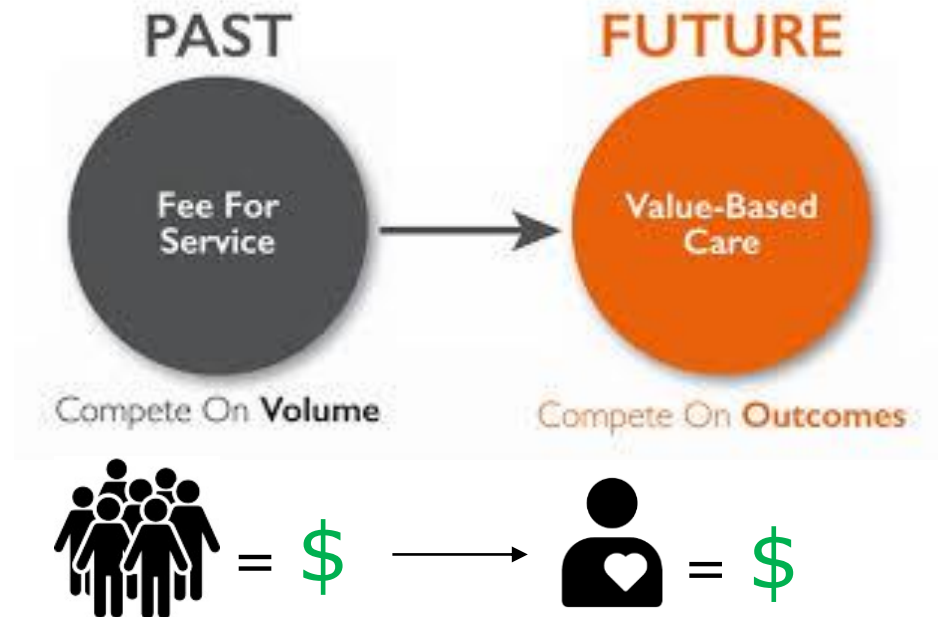 PAST
FUTURE
Fee For
Service
Value-Based
Care
Compete On Volume
Compete On Outcomes
= $
= $